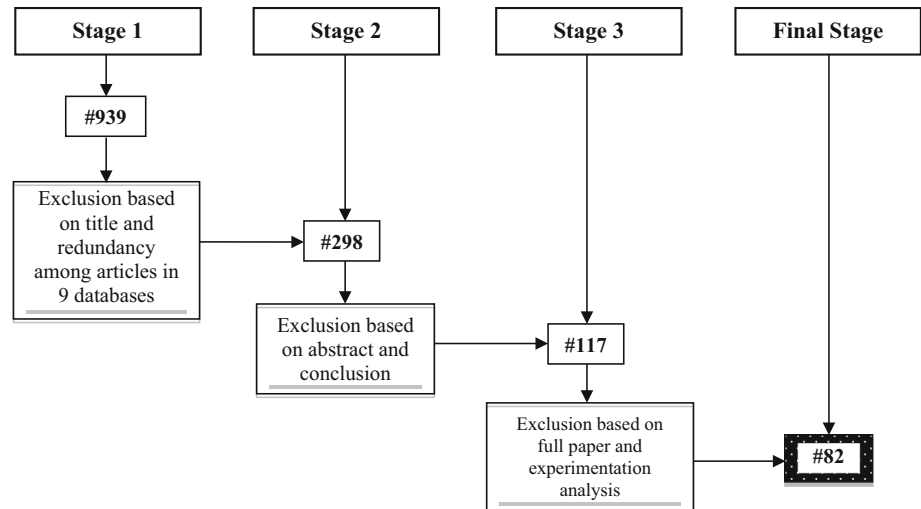 Stage 1
Stage 2
Stage 3
Final Stage
#939
Exclusion based
on title and
redundancy
among articles in
9 databases
#298
Exclusion based
on abstract and
conclusion
#117
Exclusion based on
full paper and
experimentation
analysis
#82